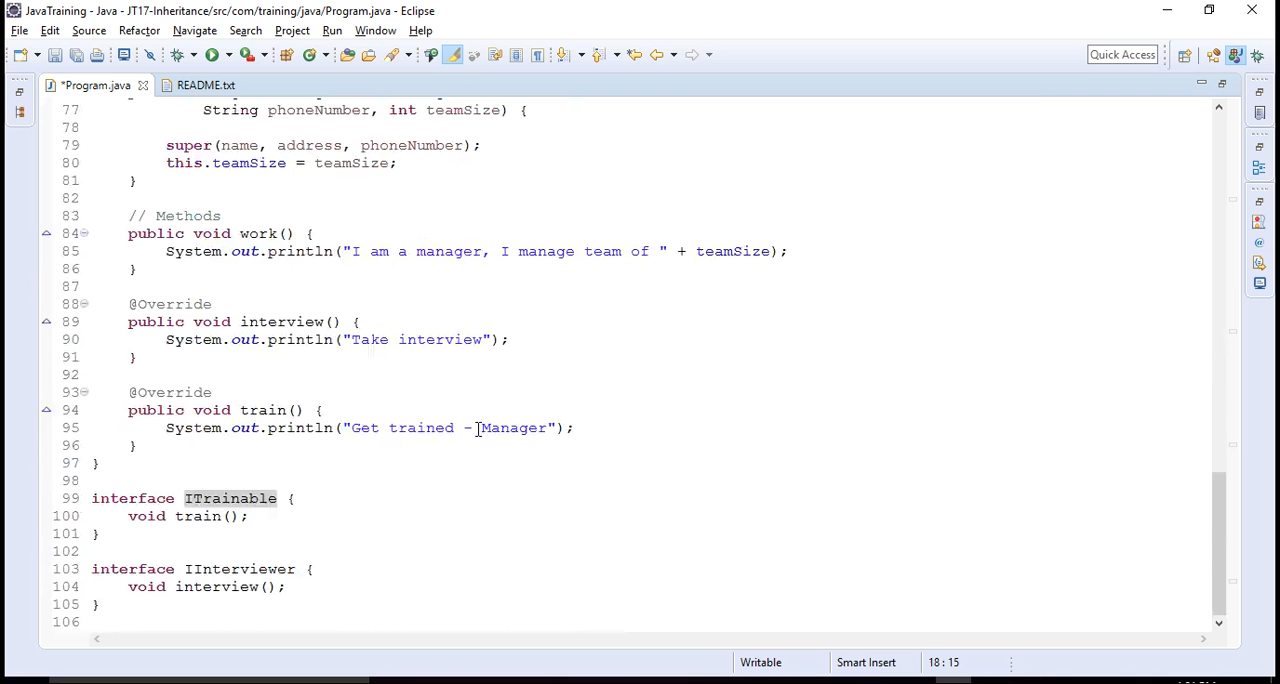 JavaTraining - Java - JT17-Inheritance/src/com/training/java/Program.java - Eclipse
File Edit Source Refactor Navigate Search Project Run Window Help
Quick Access
*Program.java README.txt
77 String phoneNumber, int teamSize) {
78
79 super(name, address, phoneNumber);
80 this.teamSize = teamSize;
81 }
82
83 // Methods
84 public void work() {
85 System.out.println("I am a manager, I manage team of " + teamSize);
86 }
87
88 @Override
89 public void interview() {
90 System.out.println("Take interview");
91 }
92
93 @Override
94 public void train() {
95 System.out.println("Get trained - Manager");
96 }
97 }
98
99 interface ITrainable {
100 void train();
101 }
102
103 interface IInterviewer {
104 void interview();
105 }
106
Writable Smart Insert 18 : 15